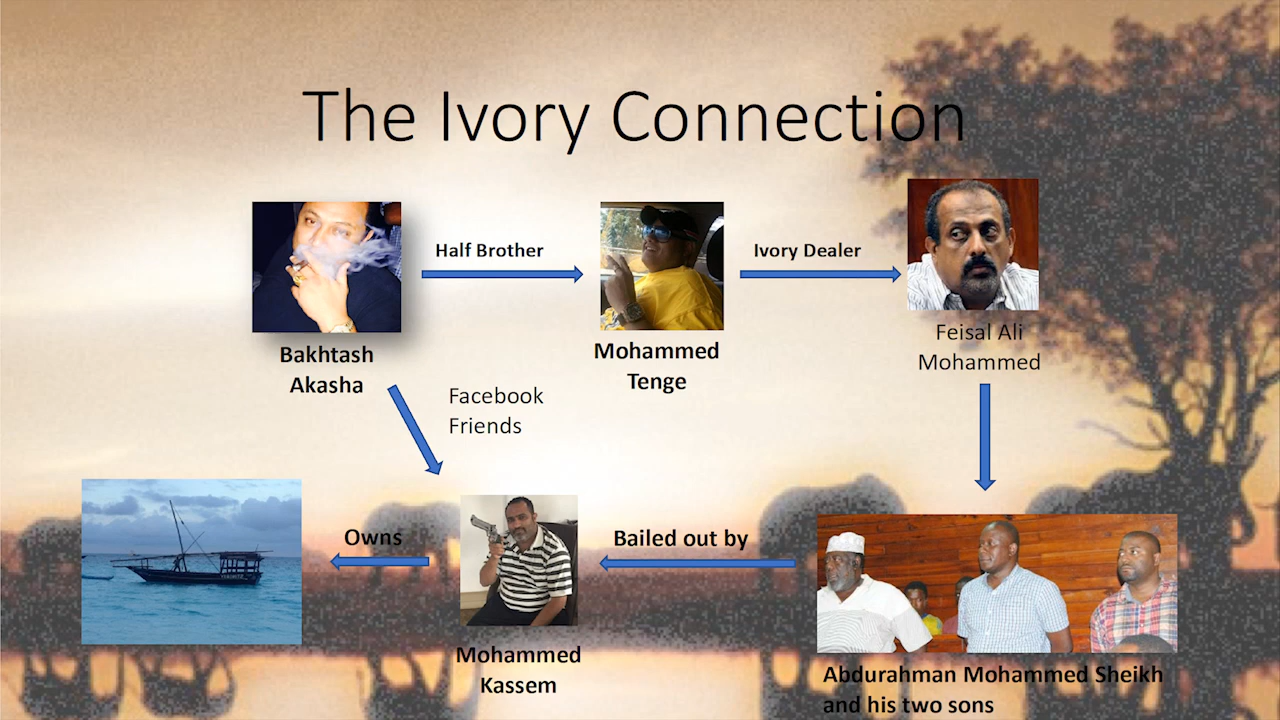 The Ivory Connection
Half Brother
Ivory Dealer
Bakhtash
Akasha
Mohammed
Tenge
Feisal Ali
Mohammed
Facebook
Friends
Owns
Bailed out by
Mohammed
Kassem
Abdurahman Mohammed Sheikh
and his two sons